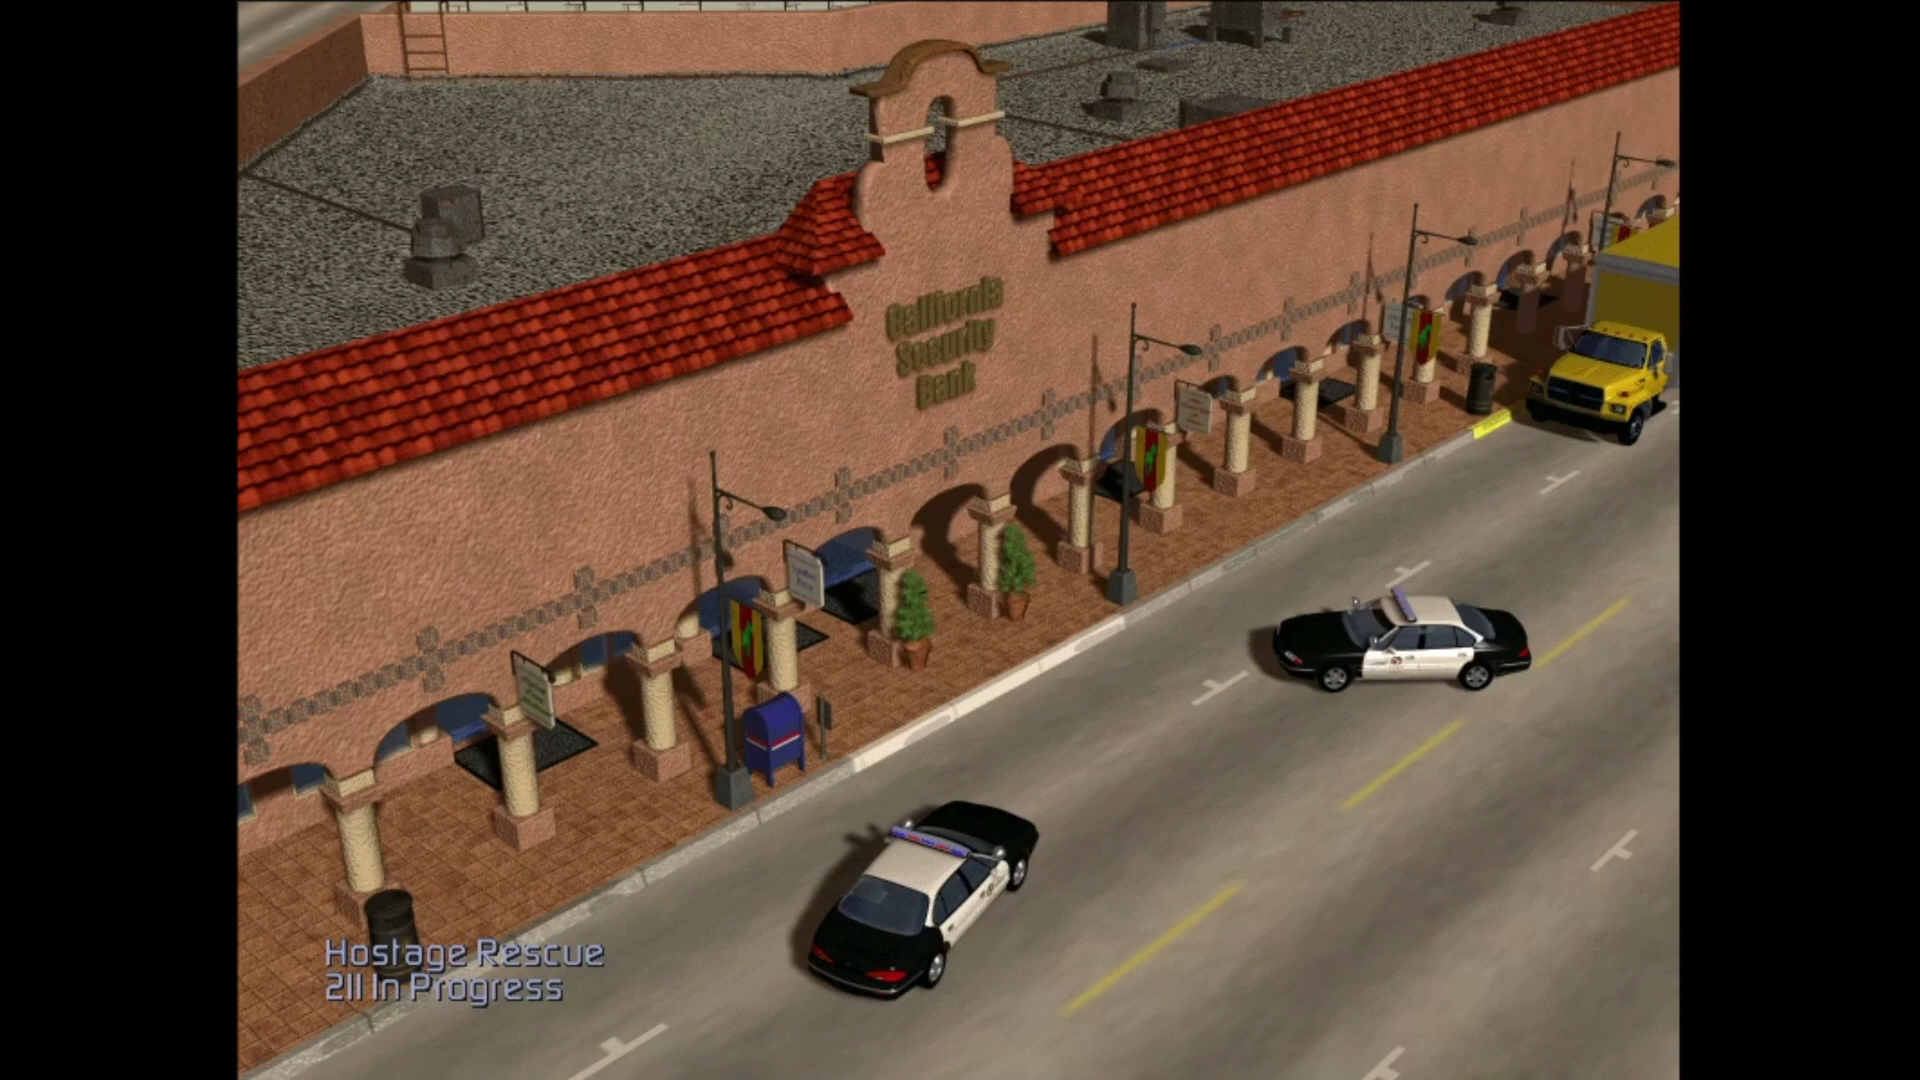 California
Security
Bank
Hostage Rescue
211 In Progress